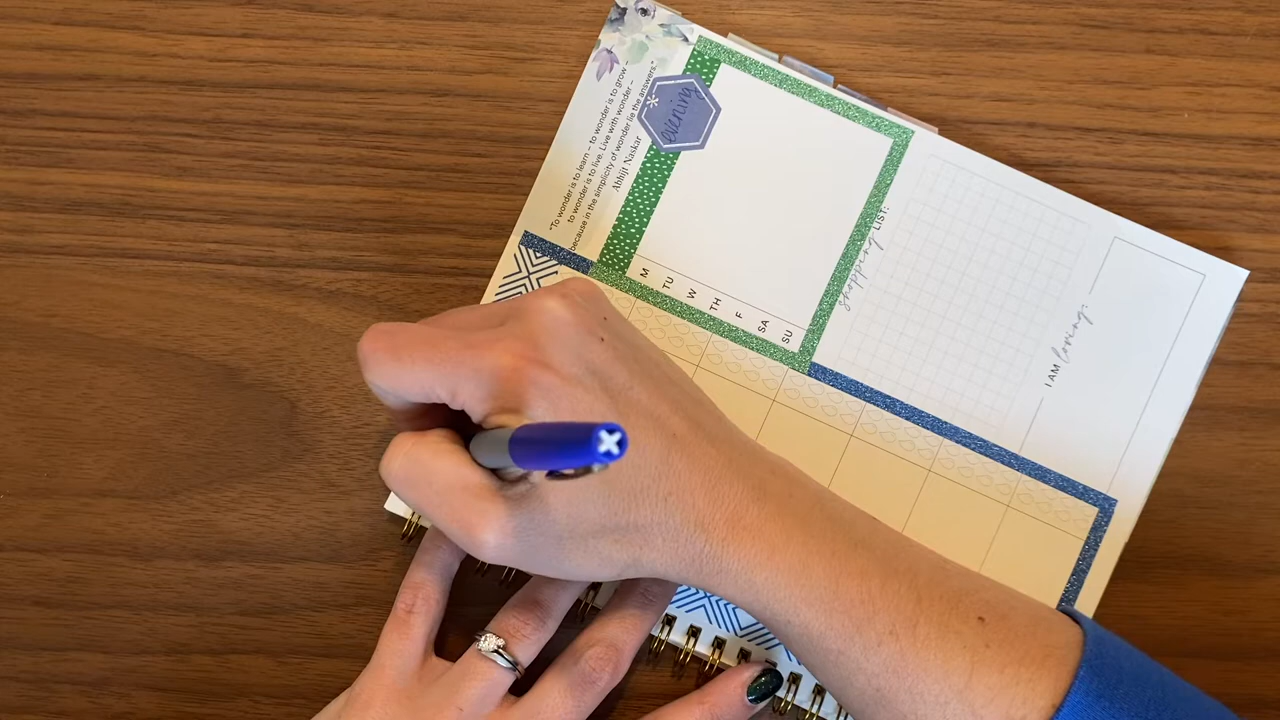 "To wonder is to learn – to wonder is to grow –
to wonder is to live. Live with wonder –
because in the simplicity of wonder lie the answers."
Abhijit Naskar
evening
M
TU
W
TH
F
SA
SU
shopping LIST:
I AM loving: